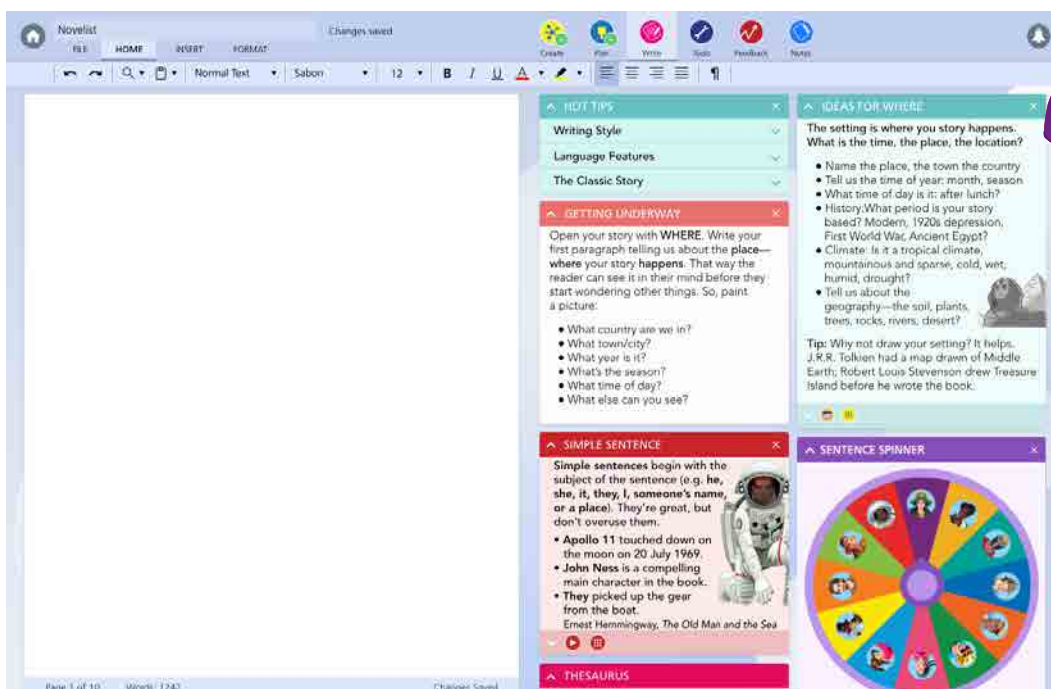 Novelist
Changes saved
FILE HOME INSERT FORMAT
Create Plan Write Tools Feedback Notes
Normal Text Sabon 12 B I U A ¶
HOT TIPS
Writing Style
Language Features
The Classic Story
GETTING UNDERWAY
Open your story with WHERE. Write your
first paragraph telling us about the place—
where your story happens. That way the
reader can see it in their mind before they
start wondering other things. So, paint
a picture:
• What country are we in?
• What town/city?
• What year is it?
• What's the season?
• What time of day?
• What else can you see?
SIMPLE SENTENCE
Simple sentences begin with the
subject of the sentence (e.g. he,
she, it, they, I, someone's name,
or a place). They're great, but
don't overuse them.
• Apollo 11 touched down on
the moon on 20 July 1969.
• John Ness is a compelling
main character in the book.
• They picked up the gear
from the boat.
Ernest Hemmingway, The Old Man and the Sea
THESAURUS
IDEAS FOR WHERE
The setting is where you story happens.
What is the time, the place, the location?
• Name the place, the town the country
• Tell us the time of year: month, season
• What time of day is it: after lunch?
• History:What period is your story
based? Modern, 1920s depression,
First World War, Ancient Egypt?
• Climate: Is it a tropical climate,
mountainous and sparse, cold, wet,
humid, drought?
• Tell us about the
geography—the soil, plants,
trees, rocks, rivers, desert?
Tip: Why not draw your setting? It helps.
J.R.R. Tolkien had a map drawn of Middle
Earth; Robert Louis Stevenson drew Treasure
Island before he wrote the book.
SENTENCE SPINNER
Page 1 of 10 Words: 1242 Changes Saved